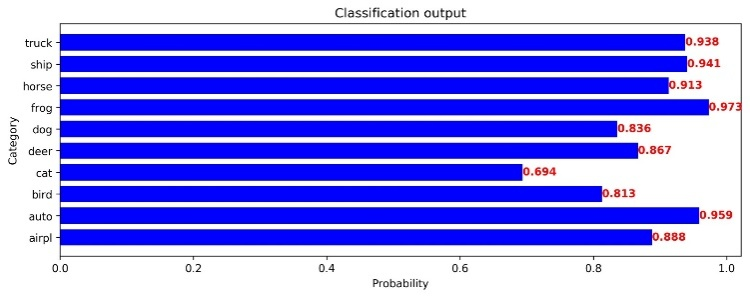 Classification output
Category
truck 0.938
ship 0.941
horse 0.913
frog 0.973
dog 0.836
deer 0.867
cat 0.694
bird 0.813
auto 0.959
airpl 0.888
0.0 0.2 0.4 0.6 0.8 1.0
Probability